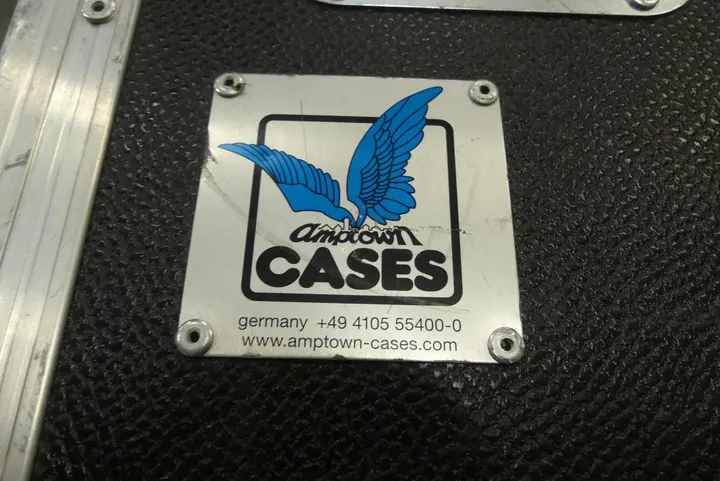 amptown
CASES
germany +49 4105 55400-0
www.amptown-cases.com